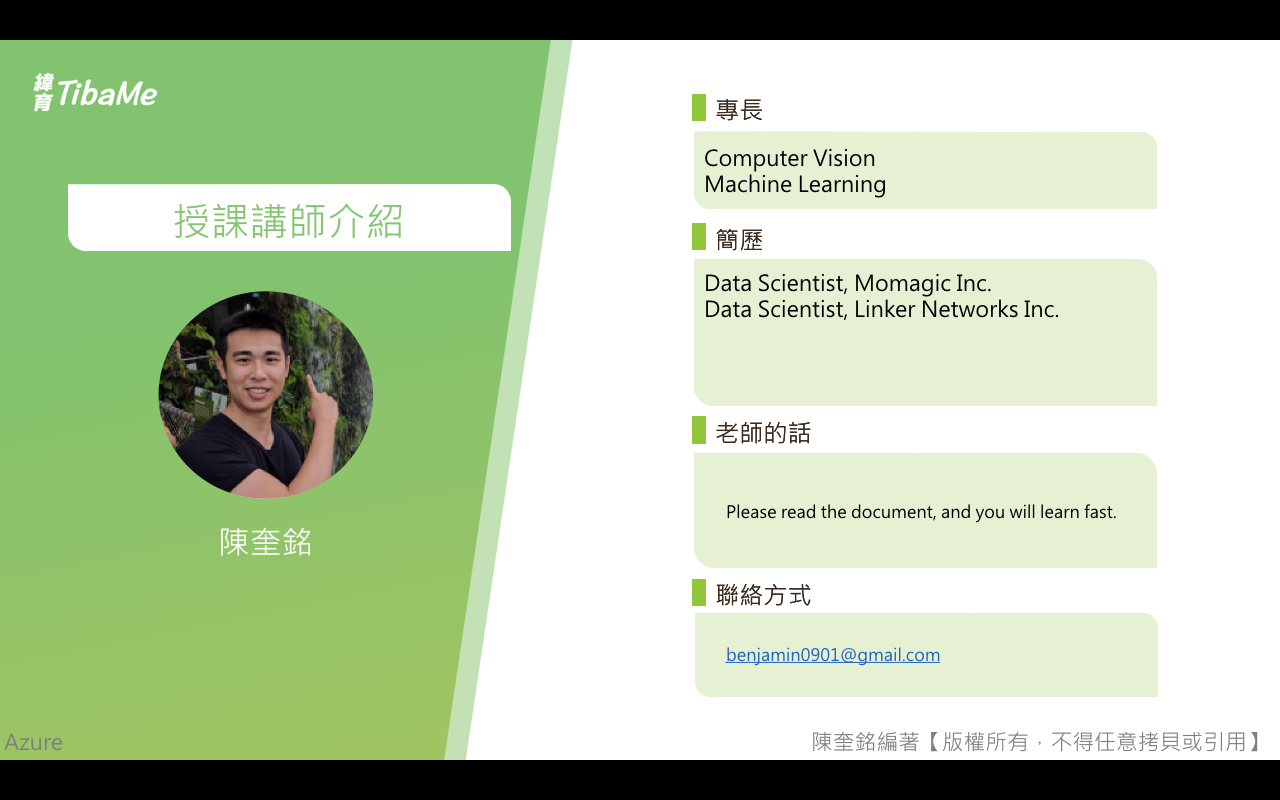 緯育 TibaMe
授課講師介紹
陳奎銘
專長
Computer Vision
Machine Learning
簡歷
Data Scientist, Momagic Inc.
Data Scientist, Linker Networks Inc.
老師的話
Please read the document, and you will learn fast.
聯絡方式
benjamin0901@gmail.com
Azure
陳奎銘編著【版權所有，不得任意拷貝或引用】